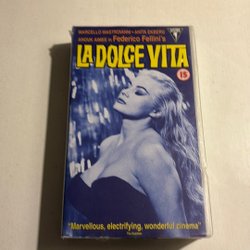 MARCELLO MASTROIANNI · ANITA EKBERG
ANOUK AIMEE in Federico Fellini's
LA DOLCE VITA
15
"Marvellous, electrifying, wonderful cinema"